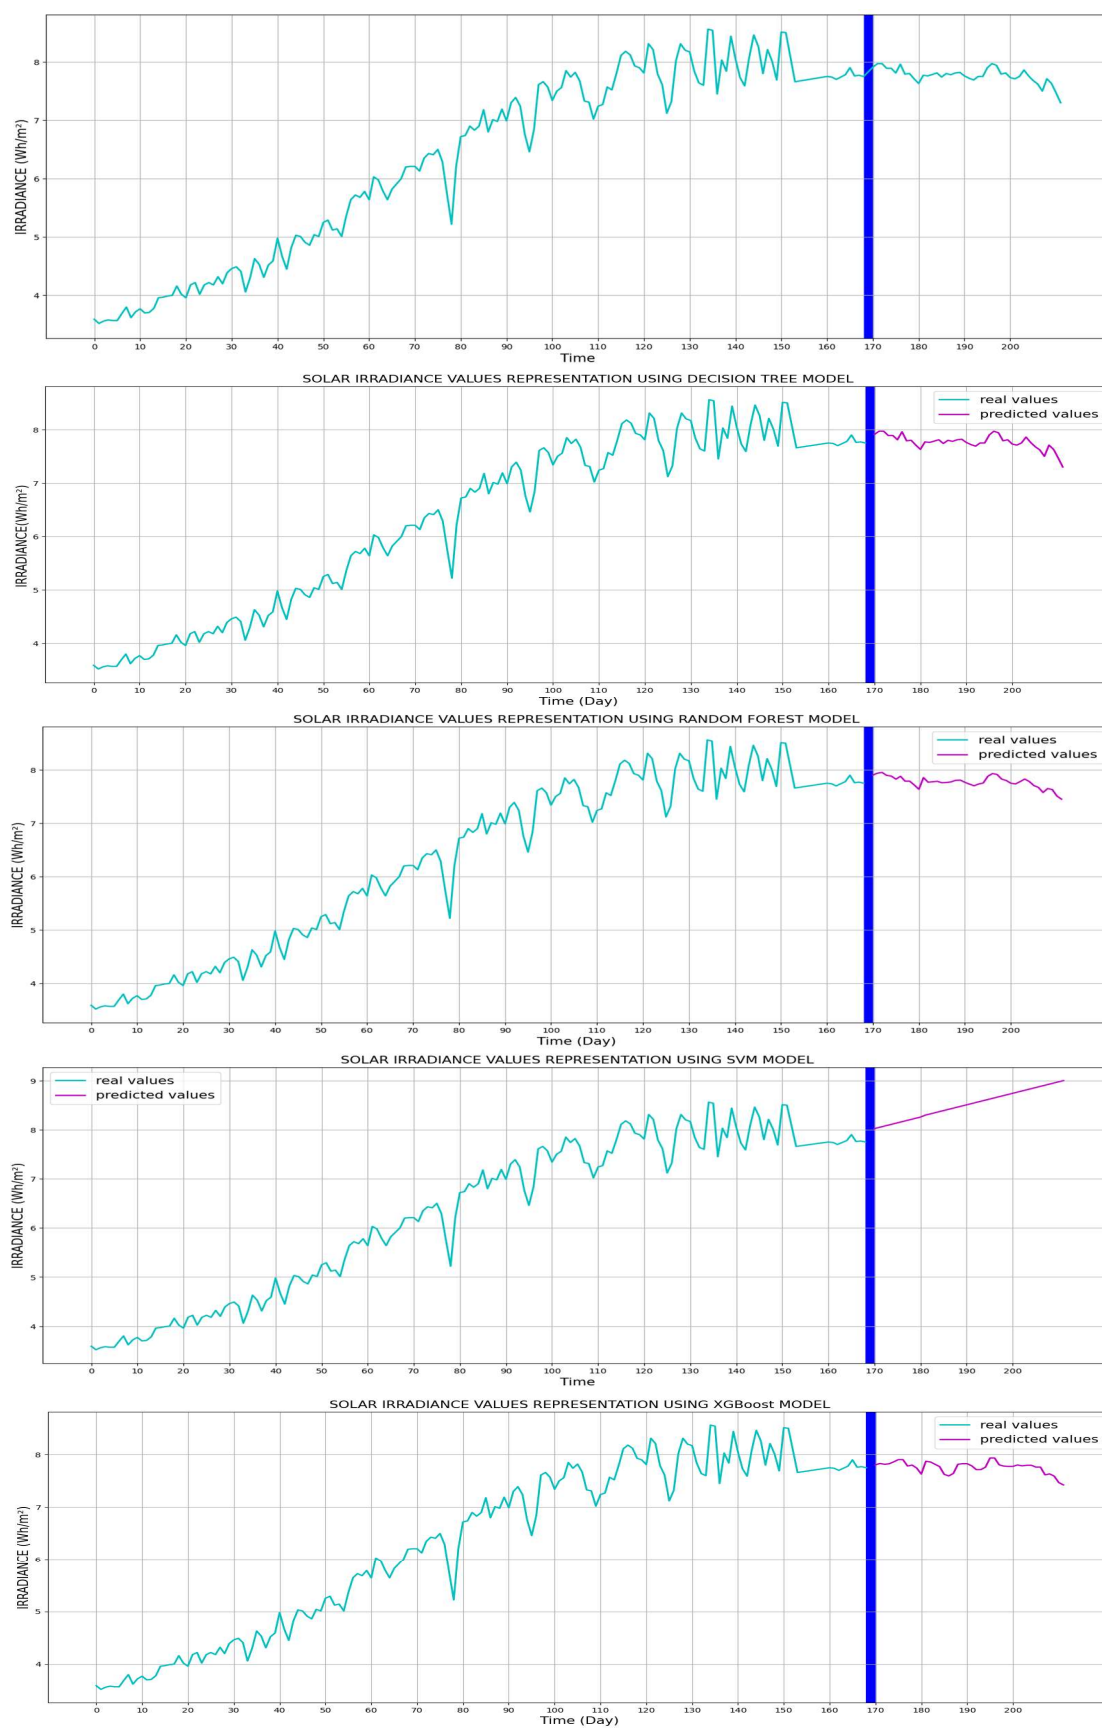 8
7
6
5
4
IRRADIANCE (Wh/m²)
0 10 20 30 40 50 60 70 80 90 100 110 120 130 140 150 160 170 180 190 200
Time
SOLAR IRRADIANCE VALUES REPRESENTATION USING DECISION TREE MODEL
real values
predicted values
8
7
6
5
4
IRRADIANCE(Wh/m²)
0 10 20 30 40 50 60 70 80 90 100 110 120 130 140 150 160 170 180 190 200
Time (Day)
SOLAR IRRADIANCE VALUES REPRESENTATION USING RANDOM FOREST MODEL
real values
predicted values
8
7
6
5
4
IRRADIANCE (Wh/m²)
0 10 20 30 40 50 60 70 80 90 100 110 120 130 140 150 160 170 180 190 200
Time (Day)
SOLAR IRRADIANCE VALUES REPRESENTATION USING SVM MODEL
real values
predicted values
9
8
7
6
5
4
IRRADIANCE (Wh/m²)
0 10 20 30 40 50 60 70 80 90 100 110 120 130 140 150 160 170 180 190 200
Time
SOLAR IRRADIANCE VALUES REPRESENTATION USING XGBoost MODEL
real values
predicted values
8
7
6
5
4
IRRADIANCE (Wh/m²)
0 10 20 30 40 50 60 70 80 90 100 110 120 130 140 150 160 170 180 190 200
Time (Day)